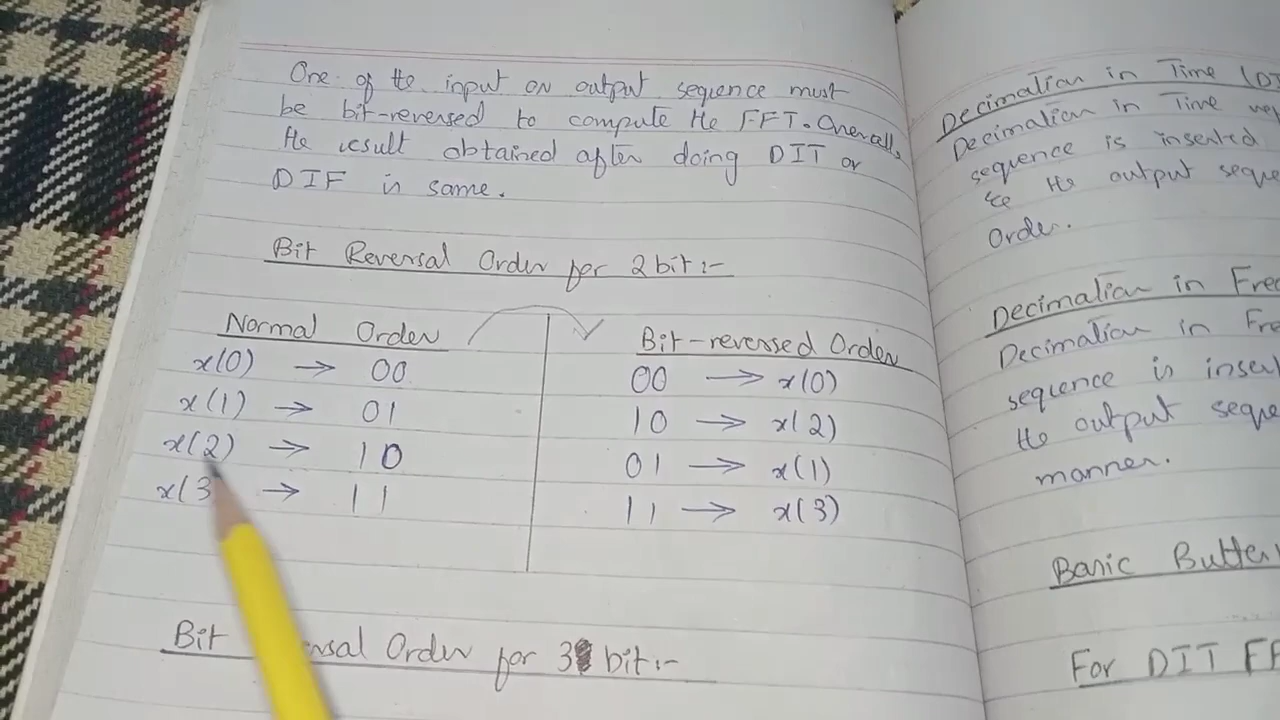 One of the input or output sequence must
be bit-reversed to compute the FFT. Overall,
the result obtained after doing DIT or
DIF is same.
Bit Reversal Order for 2 bit :-
Normal Order
x(0) → 00
x(1) → 01
x(2) → 10
x(3 → 11
Bit-reversed Order
00 → x(0)
10 → x(2)
01 → x(1)
11 → x(3)
Bit Order for 3 bit :-
Decimation in Time (DI
Decimation in Time
sequence is inserted
the output seque
Order.
Decimation in Fre
Decimation in Fre
sequence is inser
the output seque
manner.
Basic Butter
For DIT FF